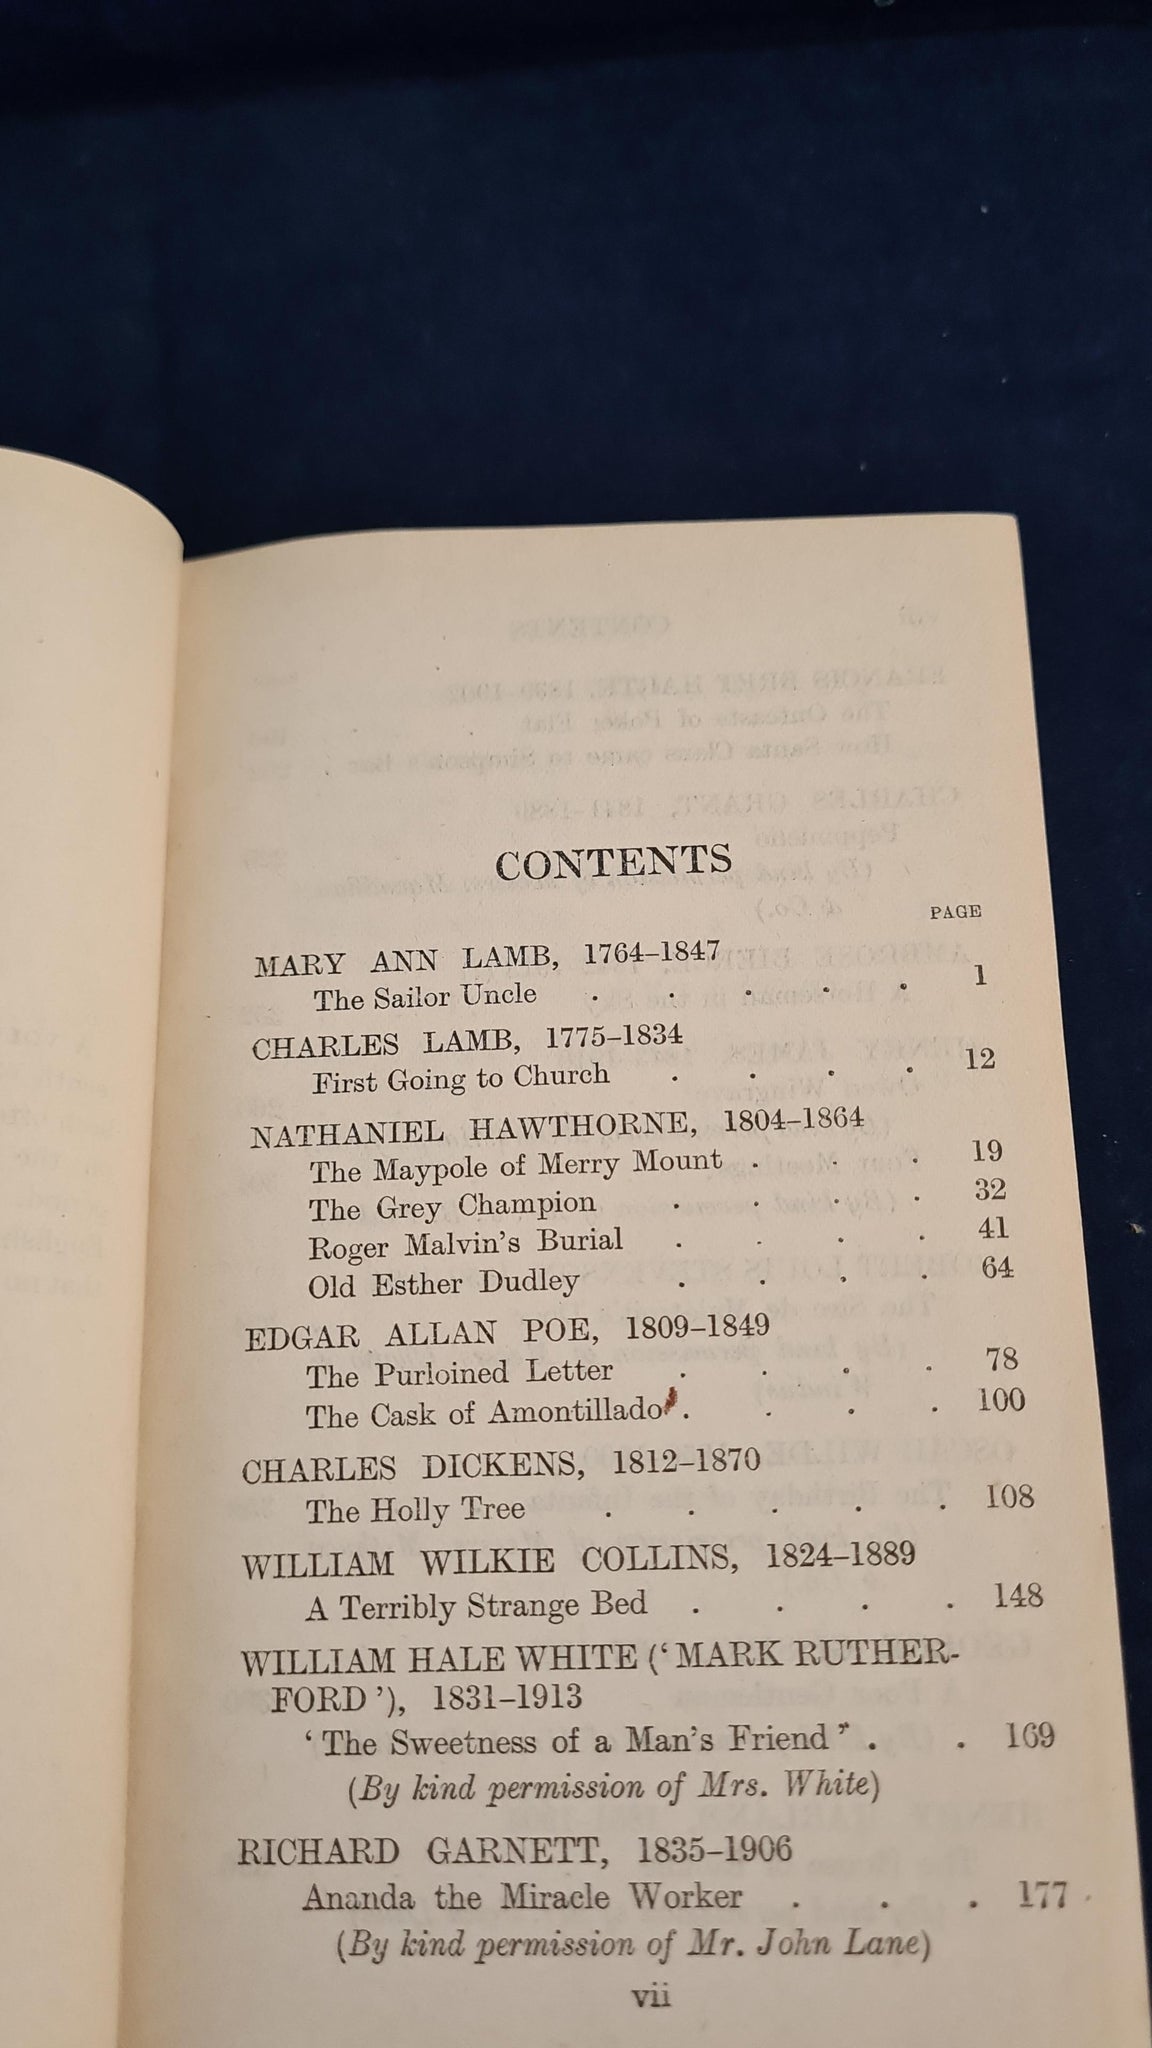 CONTENTS
PAGE
MARY ANN LAMB, 1764–1847
The Sailor Uncle . . . . . 1
CHARLES LAMB, 1775–1834
First Going to Church . . . . 12
NATHANIEL HAWTHORNE, 1804–1864
The Maypole of Merry Mount . . . 19
The Grey Champion . . . . 32
Roger Malvin's Burial . . . . 41
Old Esther Dudley . . . . 64
EDGAR ALLAN POE, 1809–1849
The Purloined Letter . . . . 78
The Cask of Amontillado . . . . 100
CHARLES DICKENS, 1812–1870
The Holly Tree . . . . . 108
WILLIAM WILKIE COLLINS, 1824–1889
A Terribly Strange Bed . . . . 148
WILLIAM HALE WHITE (‘MARK RUTHER-
FORD’), 1831–1913
‘The Sweetness of a Man's Friend’ . . 169
(By kind permission of Mrs. White)
RICHARD GARNETT, 1835–1906
Ananda the Miracle Worker . . . 177
(By kind permission of Mr. John Lane)
vii